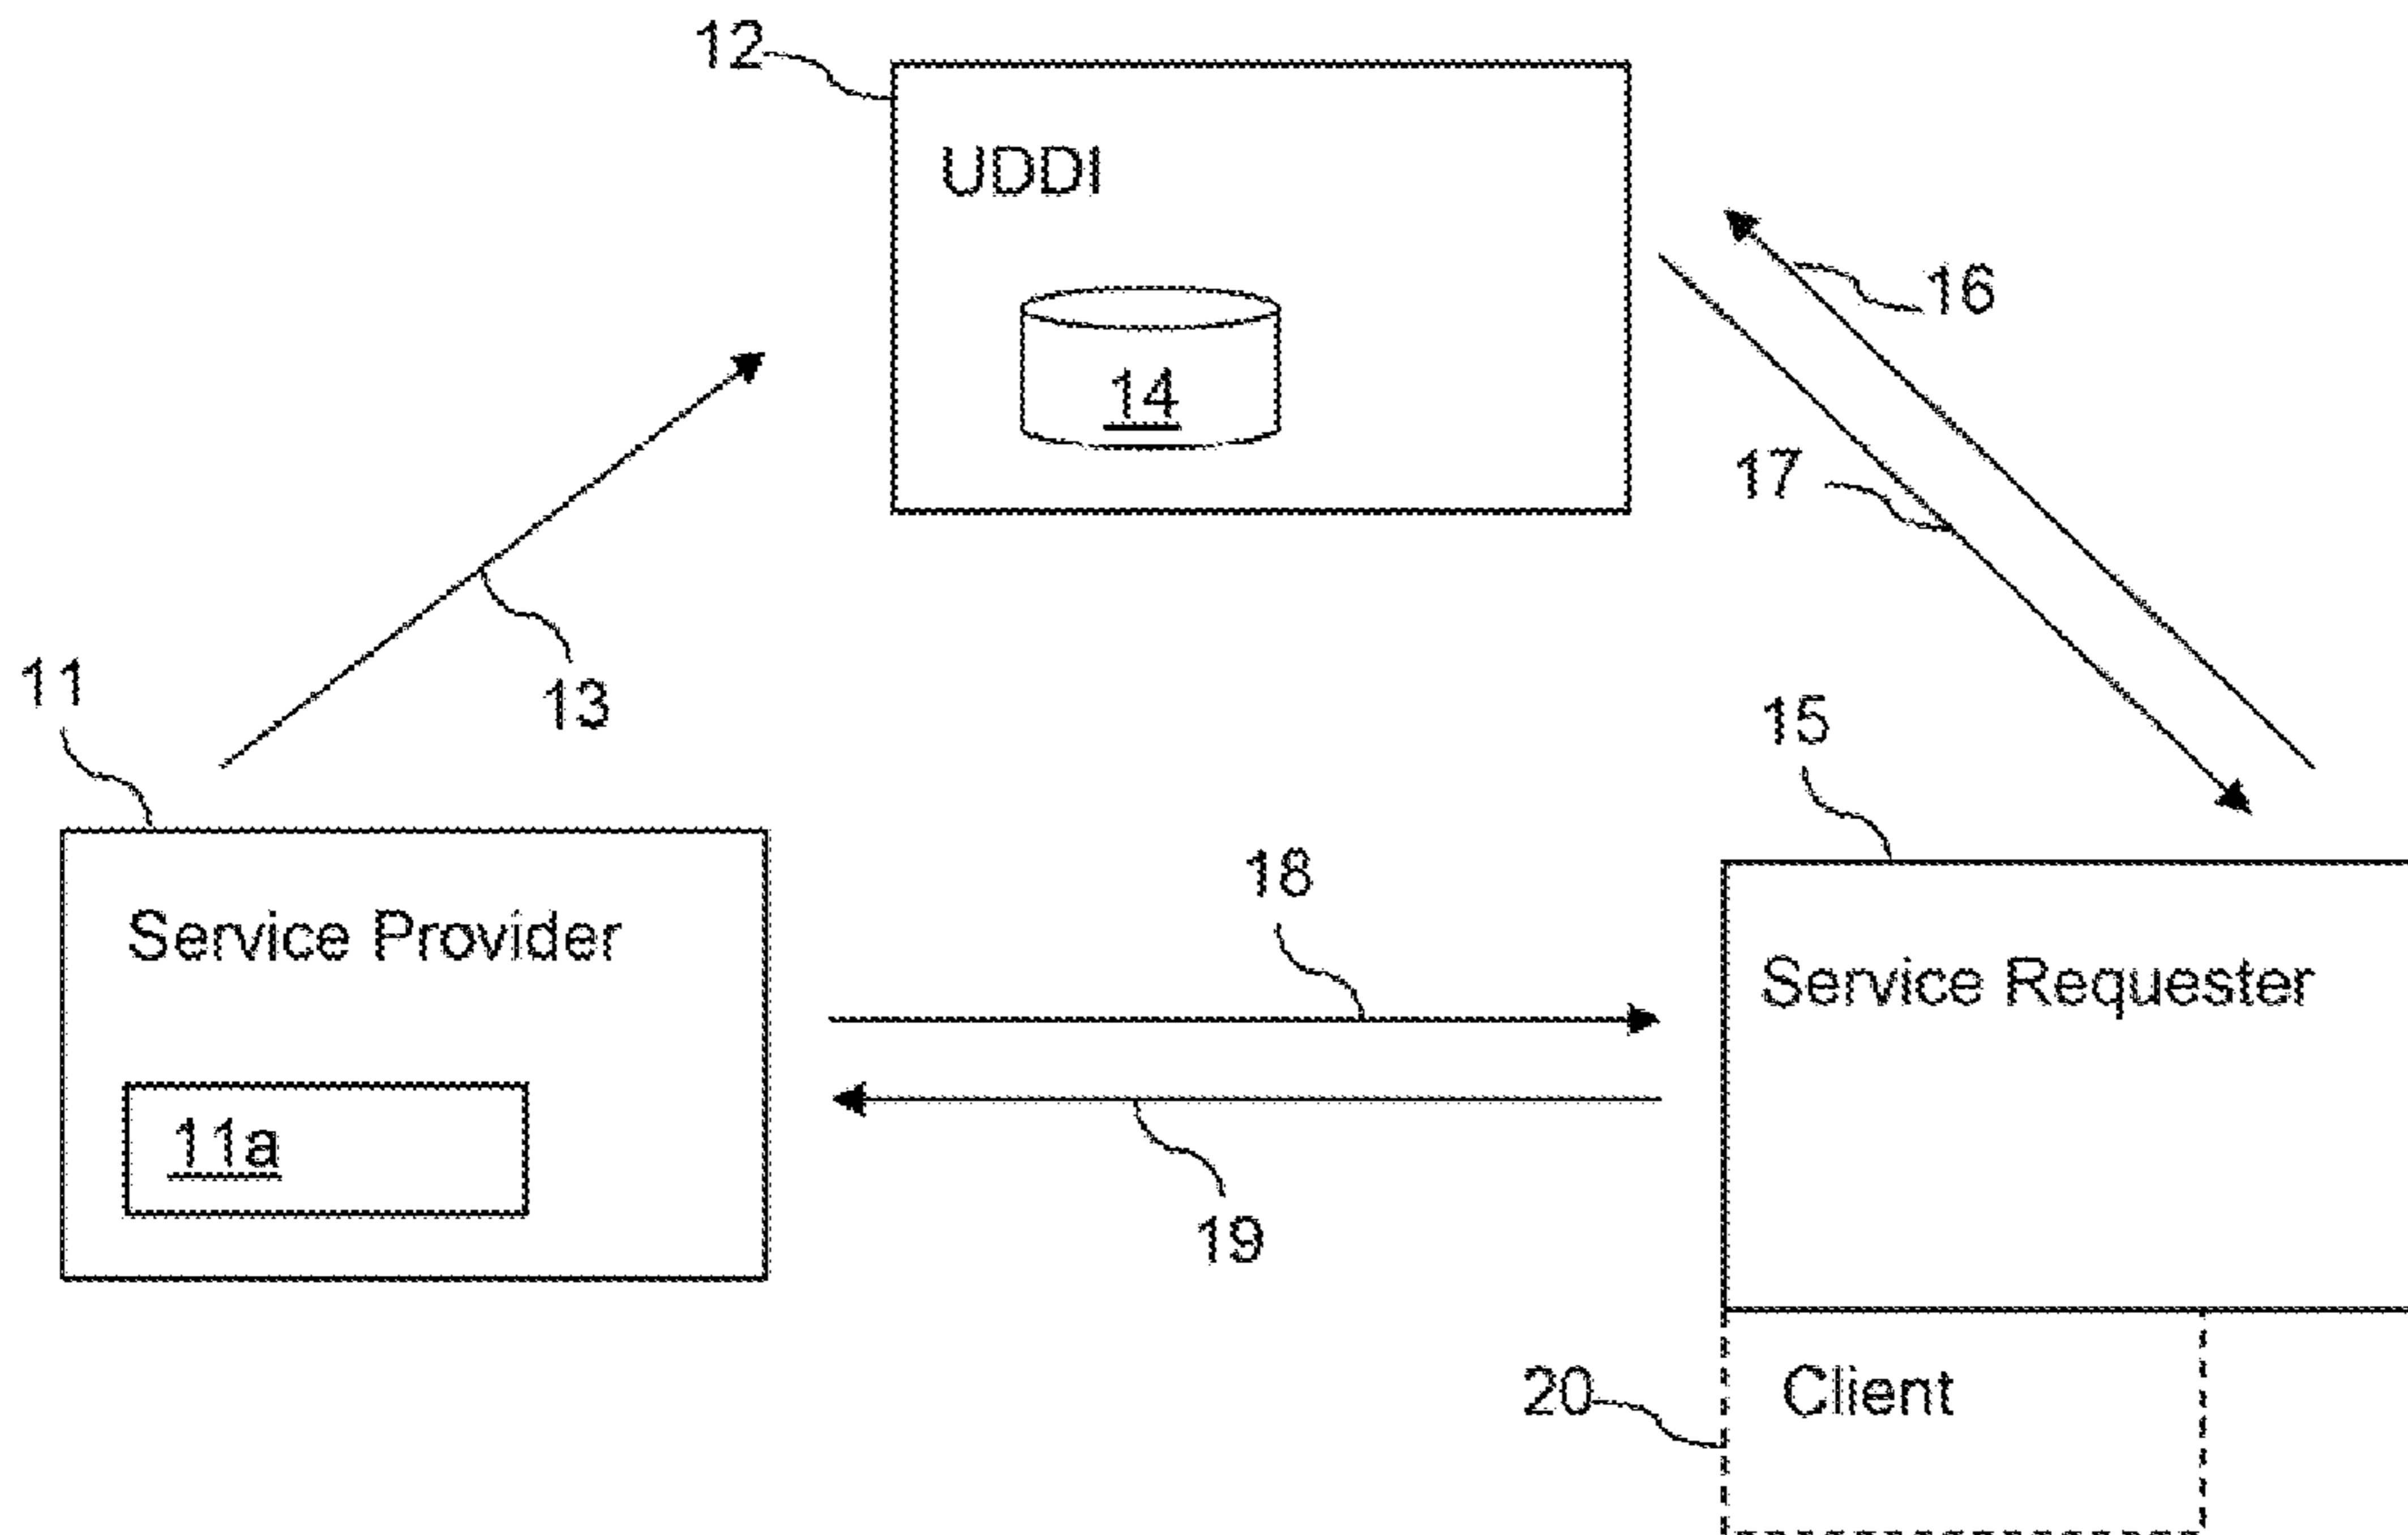 12
UDDI
14
16
17
13
11
15
18
Service Provider
Service Requester
11a
19
20
Client